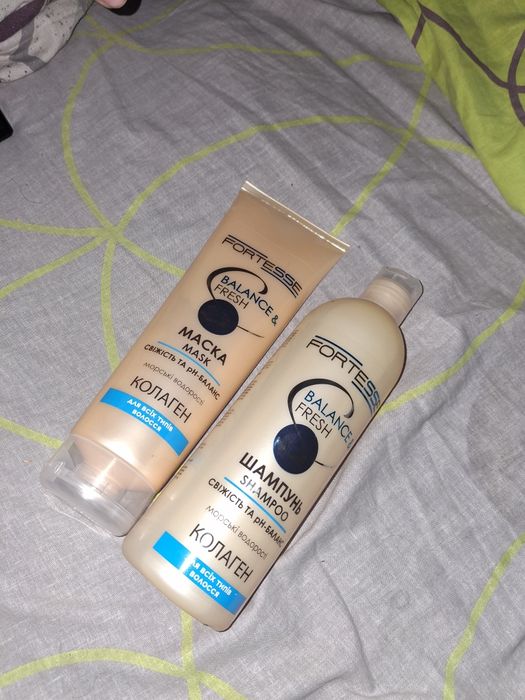 FORTESSE
BALANCE &
FRESH
МАСКА
MASK
СВІЖІСТЬ ТА pH-БАЛАНС
морські водорості
КОЛАГЕН
ДЛЯ ВСІХ ТИПІВ
ВОЛОССЯ
FORTESSE
BALANCE &
FRESH
ШАМПУНЬ
SHAMPOO
СВІЖІСТЬ ТА pH-БАЛАНС
морські водорості
КОЛАГЕН
ДЛЯ ВСІХ ТИПІВ
ВОЛОССЯ